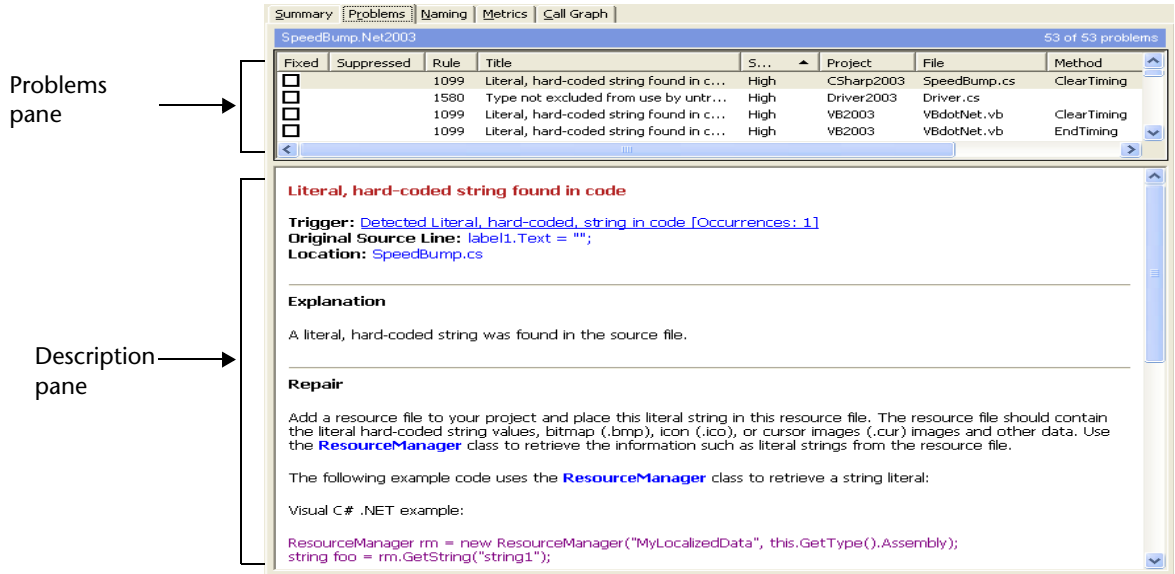 Summary Problems Naming Metrics Call Graph
SpeedBump.Net2003 53 of 53 problems
Fixed Suppressed Rule Title S... Project File Method
1099 Literal, hard-coded string found in c... High CSharp2003 SpeedBump.cs ClearTiming
1580 Type not excluded from use by untr... High Driver2003 Driver.cs
1099 Literal, hard-coded string found in c... High VB2003 VBdotNet.vb ClearTiming
1099 Literal, hard-coded string found in c... High VB2003 VBdotNet.vb EndTiming
Problems
pane
Literal, hard-coded string found in code
Trigger: Detected Literal, hard-coded, string in code [Occurrences: 1]
Original Source Line: label1.Text = "";
Location: SpeedBump.cs
Explanation
A literal, hard-coded string was found in the source file.
Description
pane
Repair
Add a resource file to your project and place this literal string in this resource file. The resource file should contain
the literal hard-coded string values, bitmap (.bmp), icon (.ico), or cursor images (.cur) images and other data. Use
the ResourceManager class to retrieve the information such as literal strings from the resource file.
The following example code uses the ResourceManager class to retrieve a string literal:
Visual C# .NET example:
ResourceManager rm = new ResourceManager("MyLocalizedData", this.GetType().Assembly);
string foo = rm.GetString("string1");